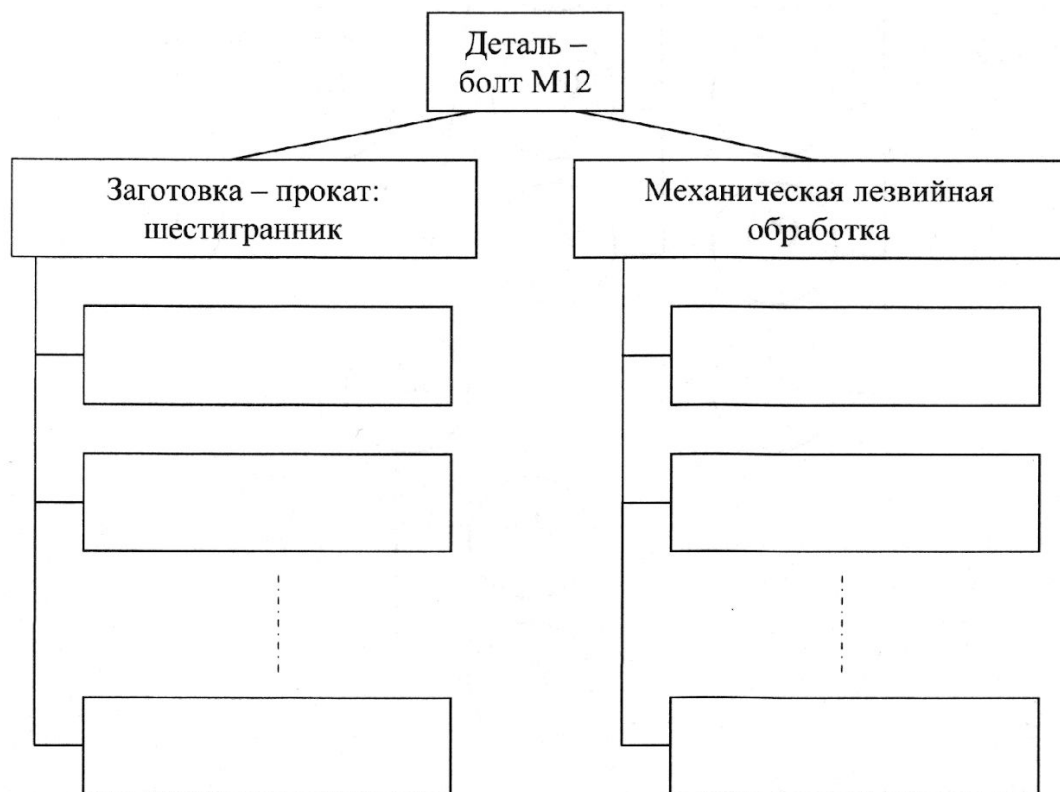 Деталь –
болт М12
Заготовка – прокат:
шестигранник
Механическая лезвийная
обработка